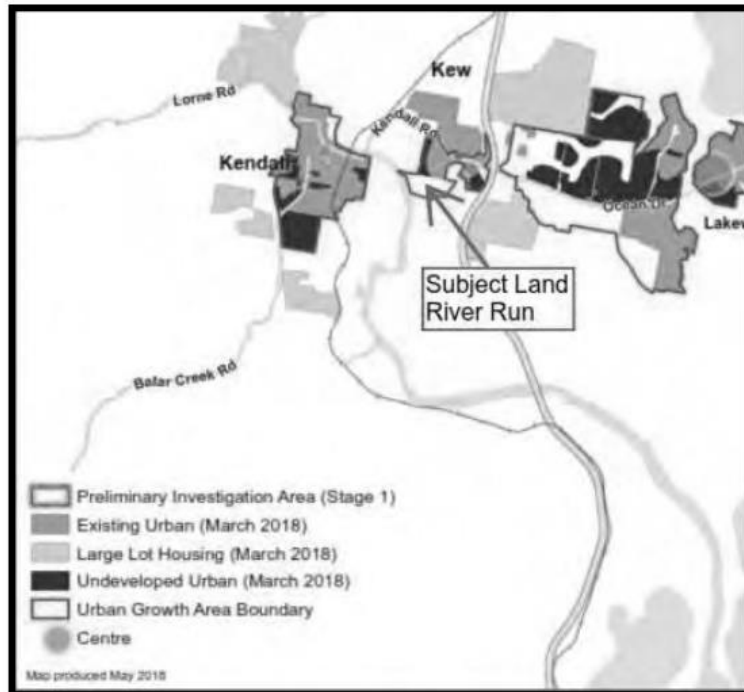 Kew
Lorne Rd
Kendall Rd
Kendall
Ocean Dr
Lakew
Subject Land
River Run
Batar Creek Rd
Preliminary Investigation Area (Stage 1)
Existing Urban (March 2018)
Large Lot Housing (March 2018)
Undeveloped Urban (March 2018)
Urban Growth Area Boundary
Centre
Map produced May 2018